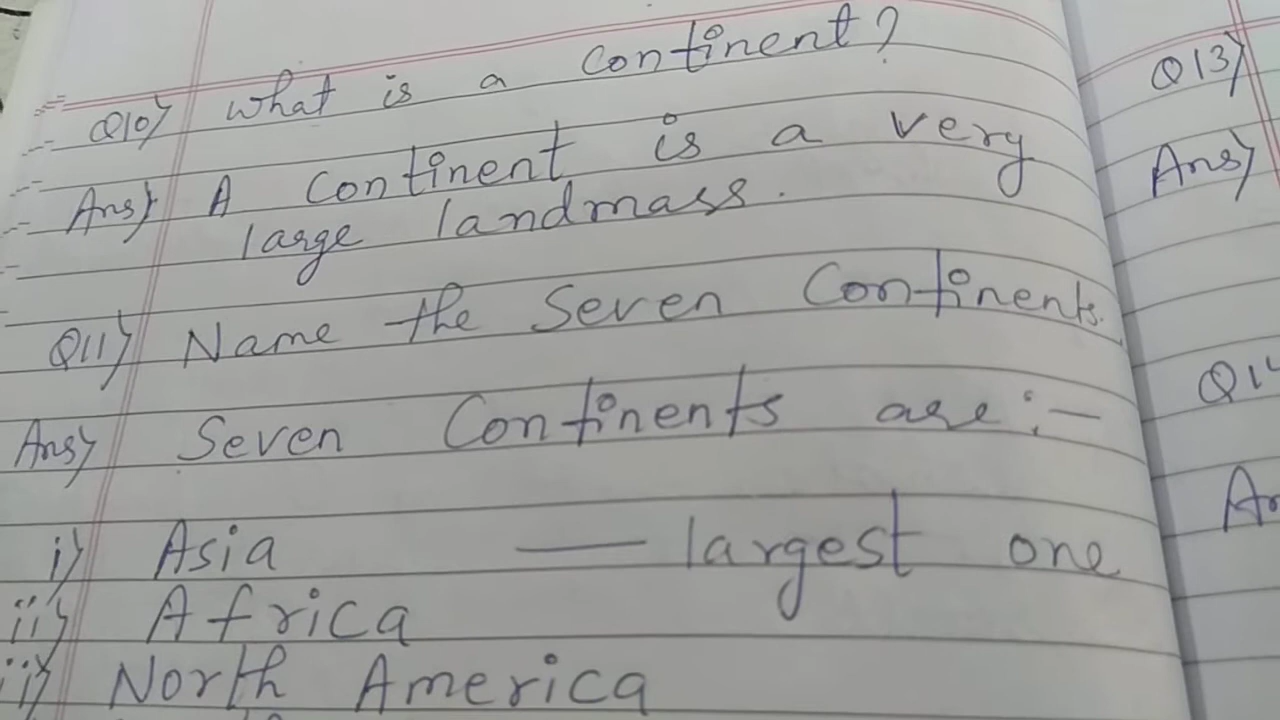 Q10) what is a continent?
Ans) A continent is a very
large landmass.
Q11) Name the Seven Continents.
Ans) Seven Continents are:-
i) Asia — largest one
ii) Africa
iii) North America
Q13)
Ans)